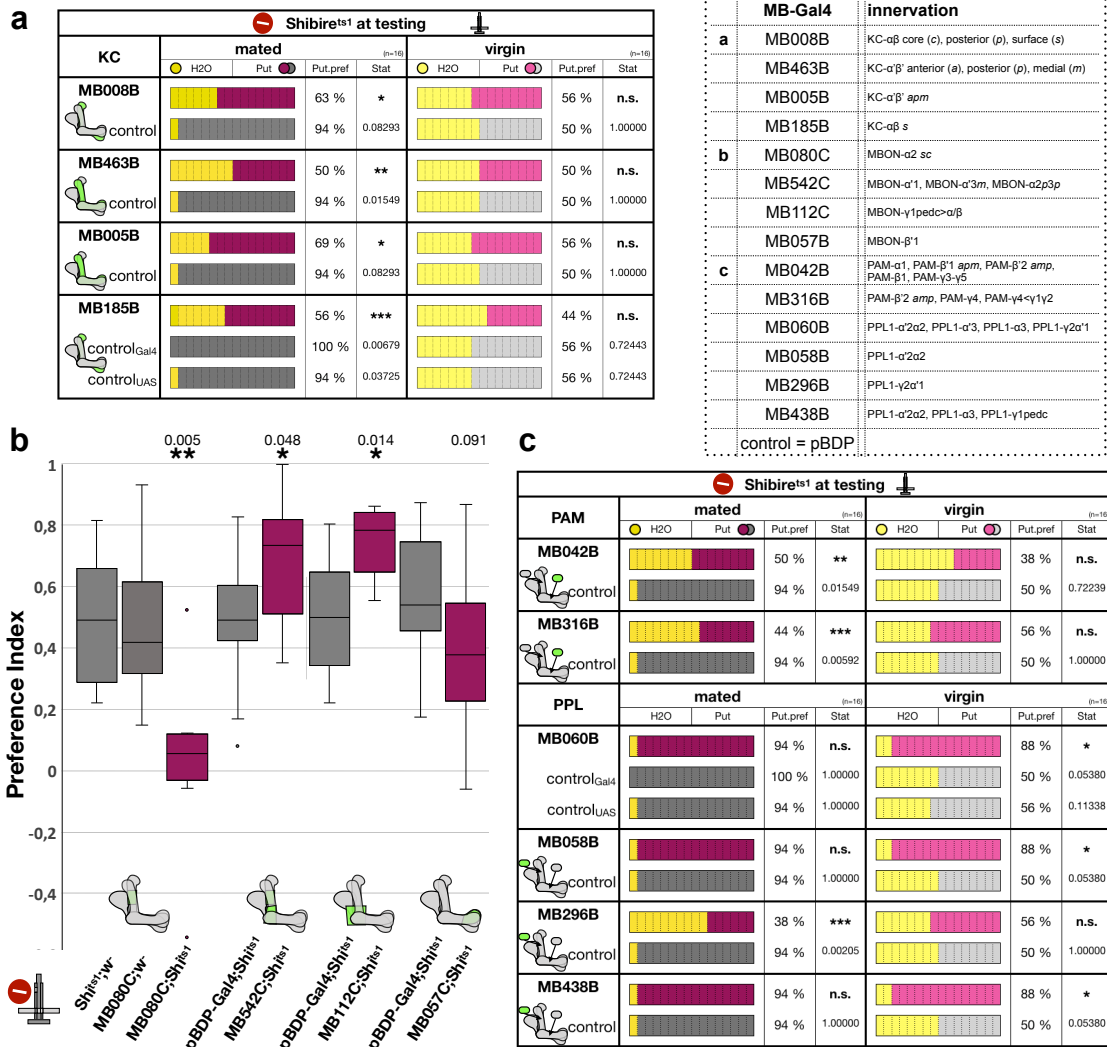 a
Shibire^ts1 at testing
KC
mated
(n=16)
virgin
(n=16)
H2O Put Put.pref Stat H2O Put Put.pref Stat
MB008B 63 % * 56 % n.s.
control 94 % 0.08293 50 % 1.00000
MB463B 50 % ** 50 % n.s.
control 94 % 0.01549 50 % 1.00000
MB005B 69 % * 56 % n.s.
control 94 % 0.08293 50 % 1.00000
MB185B 56 % *** 44 % n.s.
control_Gal4 100 % 0.00679 56 % 0.72443
control_UAS 94 % 0.03725 56 % 0.72443
MB-Gal4 innervation
a MB008B KC-αβ core (c), posterior (p), surface (s)
MB463B KC-α'β' anterior (a), posterior (p), medial (m)
MB005B KC-α'β' apm
MB185B KC-αβ s
b MB080C MBON-α2 sc
MB542C MBON-α'1, MBON-α'3m, MBON-α2p3p
MB112C MBON-γ1pedc>α/β
MB057B MBON-β'1
c MB042B PAM-α1, PAM-β'1 apm, PAM-β'2 amp,
PAM-β1, PAM-γ3-γ5
MB316B PAM-β'2 amp, PAM-γ4, PAM-γ4<γ1γ2
MB060B PPL1-α'2α2, PPL1-α'3, PPL1-α3, PPL1-γ2α'1
MB058B PPL1-α'2α2
MB296B PPL1-γ2α'1
MB438B PPL1-α'2α2, PPL1-α3, PPL1-γ1pedc
control = pBDP
b
0.005 0.048 0.014 0.091
** * *
Preference Index
1
0,8
0,6
0,4
0,2
0
-0,2
-0,4
Shi^ts1;w^-
MB080C;w^-
MB080C;Shi^ts1
pBDP-Gal4;Shi^ts1
MB542C;Shi^ts1
pBDP-Gal4;Shi^ts1
MB112C;Shi^ts1
pBDP-Gal4;Shi^ts1
MB057C;Shi^ts1
c
Shibire^ts1 at testing
PAM
mated
(n=16)
virgin
(n=16)
H2O Put Put.pref Stat H2O Put Put.pref Stat
MB042B 50 % ** 38 % n.s.
control 94 % 0.01549 50 % 0.72239
MB316B 44 % *** 56 % n.s.
control 94 % 0.00592 50 % 1.00000
PPL
mated
(n=16)
virgin
(n=16)
H2O Put Put.pref Stat H2O Put Put.pref Stat
MB060B 94 % n.s. 88 % *
control_Gal4 100 % 1.00000 50 % 0.05380
control_UAS 94 % 1.00000 56 % 0.11338
MB058B 94 % n.s. 88 % *
control 94 % 1.00000 50 % 0.05380
MB296B 38 % *** 56 % n.s.
control 94 % 0.00205 50 % 1.00000
MB438B 94 % n.s. 88 % *
control 94 % 1.00000 50 % 0.05380